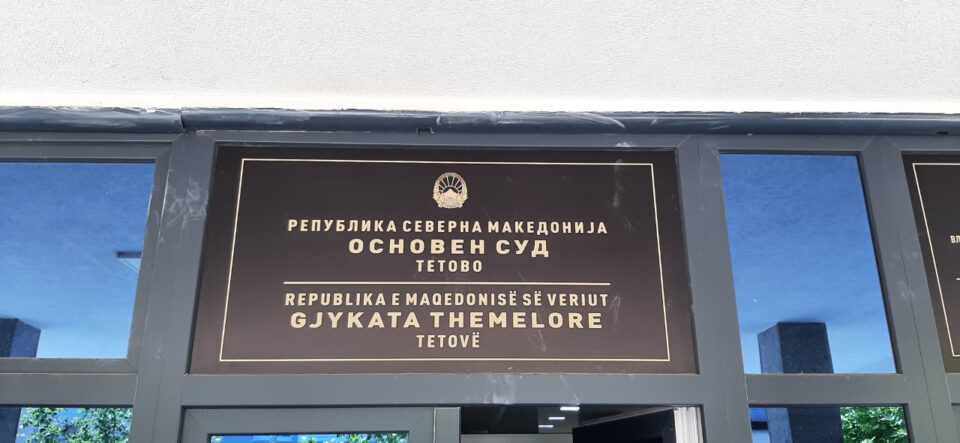 РЕПУБЛИКА СЕВЕРНА МАКЕДОНИЈА
ОСНОВЕН СУД
ТЕТОВО
REPUBLIKA E MAQEDONISË SË VERIUT
GJYKATA THEMELORE
TETOVË